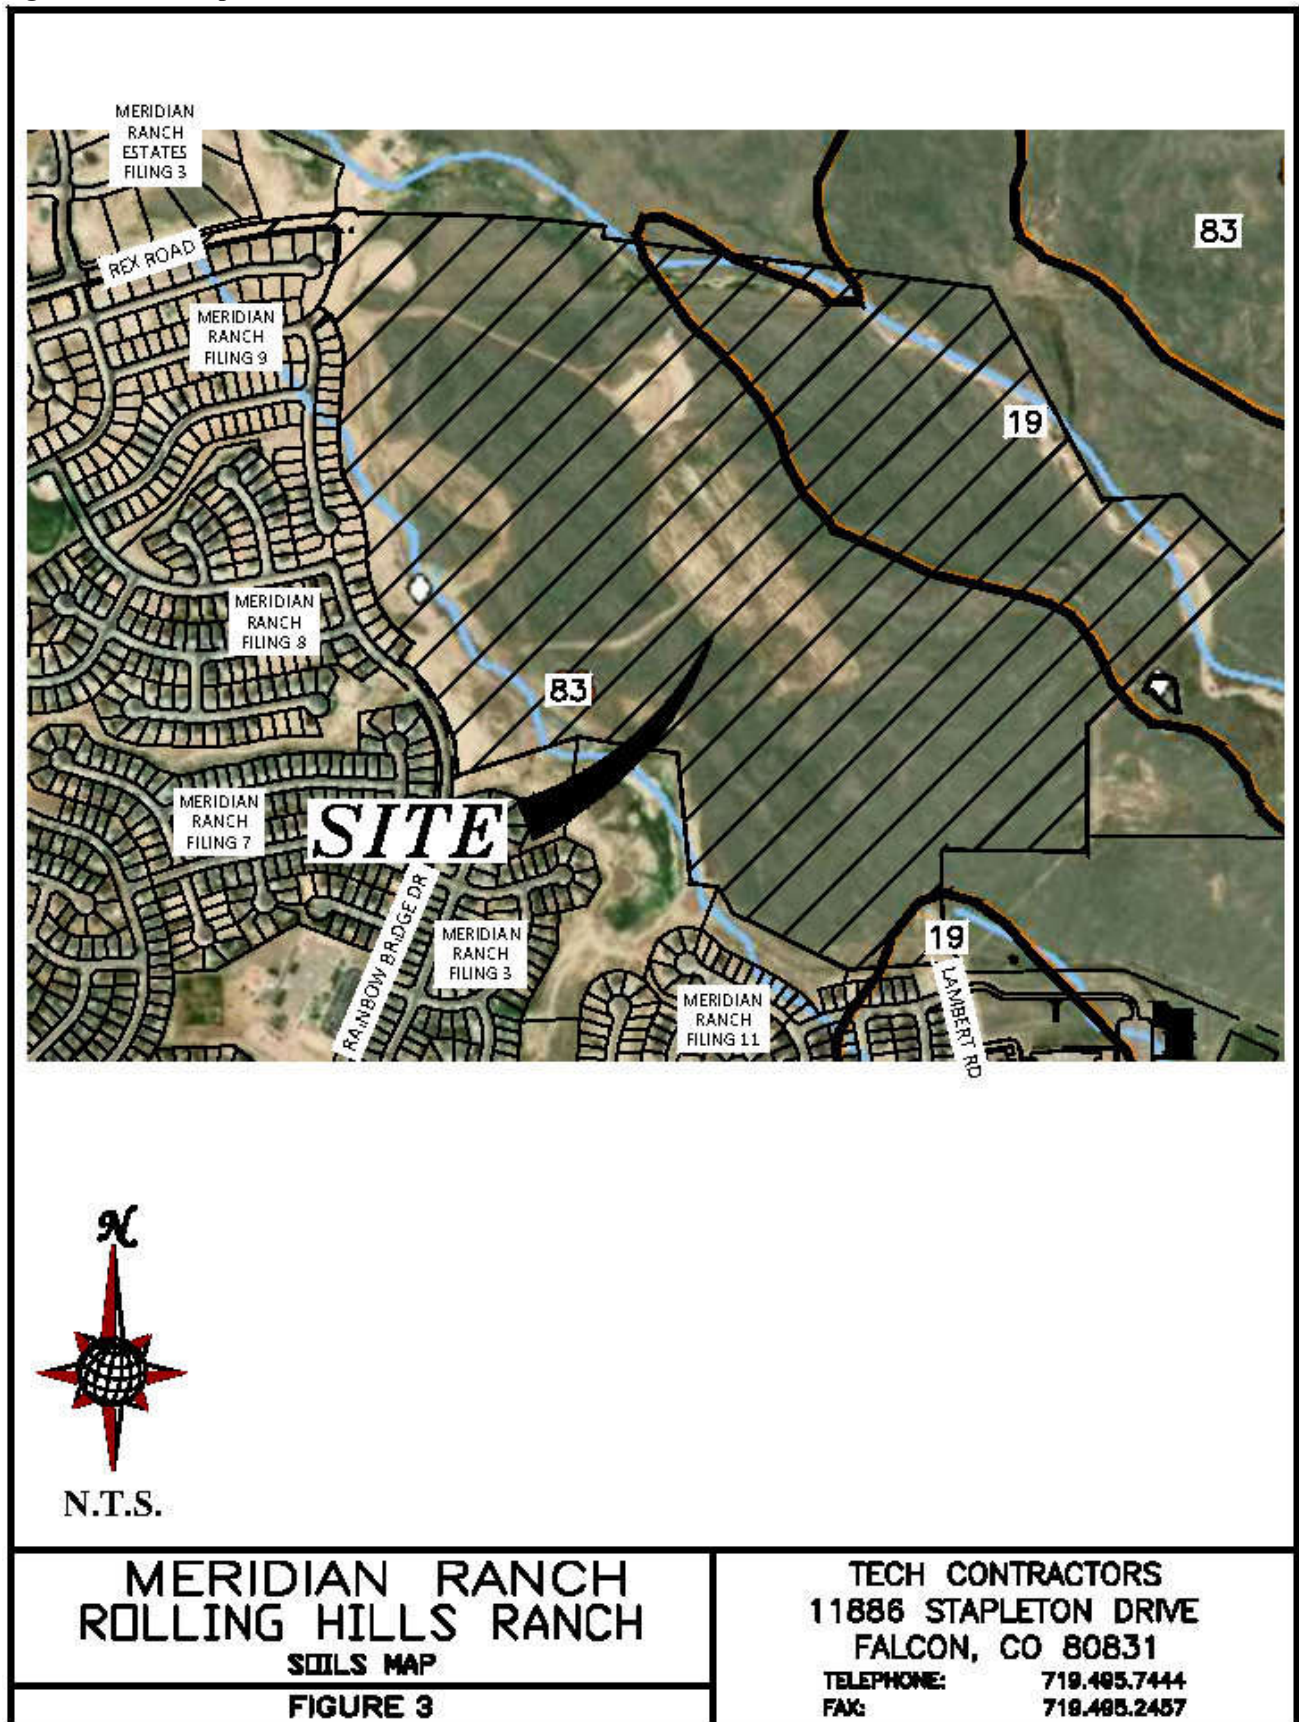 MERIDIAN
RANCH
ESTATES
FILING 3
83
REX ROAD
MERIDIAN
RANCH
FILING 9
19
MERIDIAN
RANCH
FILING 8
83
MERIDIAN
RANCH
FILING 7
SITE
RAINBOW BRIDGE DR
MERIDIAN
RANCH
FILING 3
19
LAMBERT RD
MERIDIAN
RANCH
FILING 11
N
N.T.S.
MERIDIAN RANCH
ROLLING HILLS RANCH
SOILS MAP
FIGURE 3
TECH CONTRACTORS
11886 STAPLETON DRIVE
FALCON, CO 80831
TELEPHONE: 719.495.7444
FAX: 719.495.2457